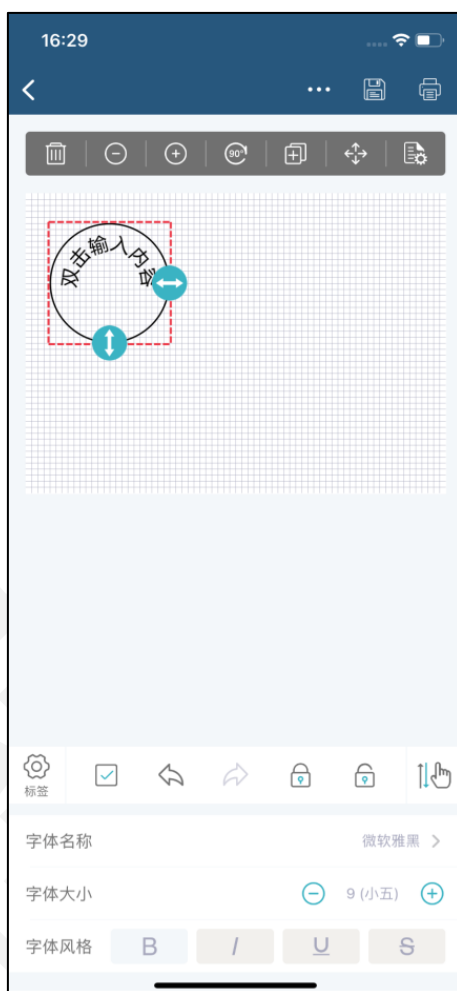 16:29
90°
双击输入内容
标签
字体名称 微软雅黑
字体大小 9 (小五)
字体风格 B I U S